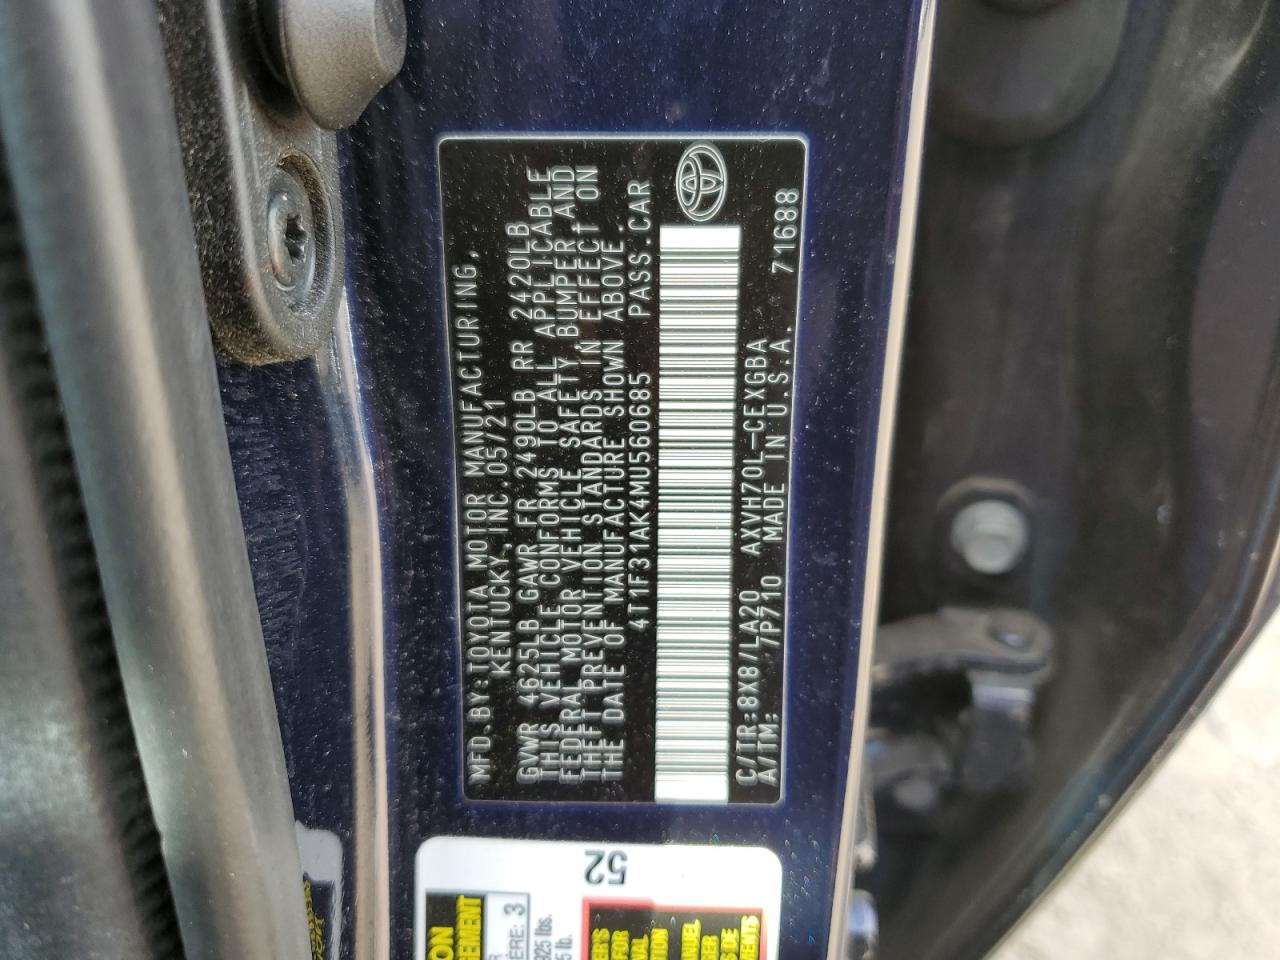 MFD.BY:TOYOTA MOTOR MANUFACTURING,
KENTUCKY, INC. 05/21
GVWR 4625LB GAWR FR 2490LB RR 2420LB
THIS VEHICLE CONFORMS TO ALL APPLICABLE
FEDERAL MOTOR VEHICLE SAFETY, BUMPER AND
THEFT PREVENTION STANDARDS IN EFFECT ON
THE DATE OF MANUFACTURE SHOWN ABOVE.
4T1F31AK4MU560685 PASS.CAR
C/TR:8X8/LA20 AXVH70L-CEXGBA
A/TM: 7P710 MADE IN U.S.A. 71688
52
3